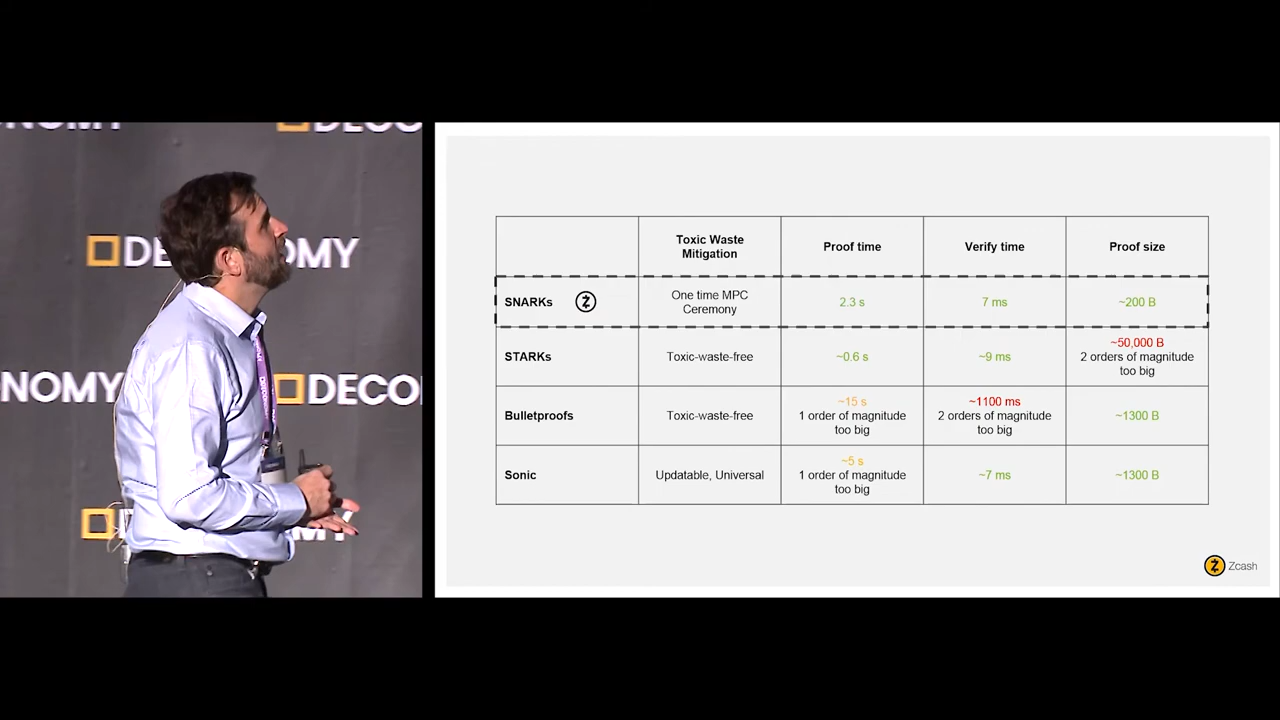 NOMY
DECO
DE OMY
NOMY
DECO
D MY
Toxic Waste
Mitigation
Proof time
Verify time
Proof size
SNARKs
One time MPC
Ceremony
2.3 s
7 ms
~200 B
STARKs
Toxic-waste-free
~0.6 s
~9 ms
~50,000 B
2 orders of magnitude
too big
Bulletproofs
Toxic-waste-free
~15 s
1 order of magnitude
too big
~1100 ms
2 orders of magnitude
too big
~1300 B
Sonic
Updatable, Universal
~5 s
1 order of magnitude
too big
~7 ms
~1300 B
Zcash